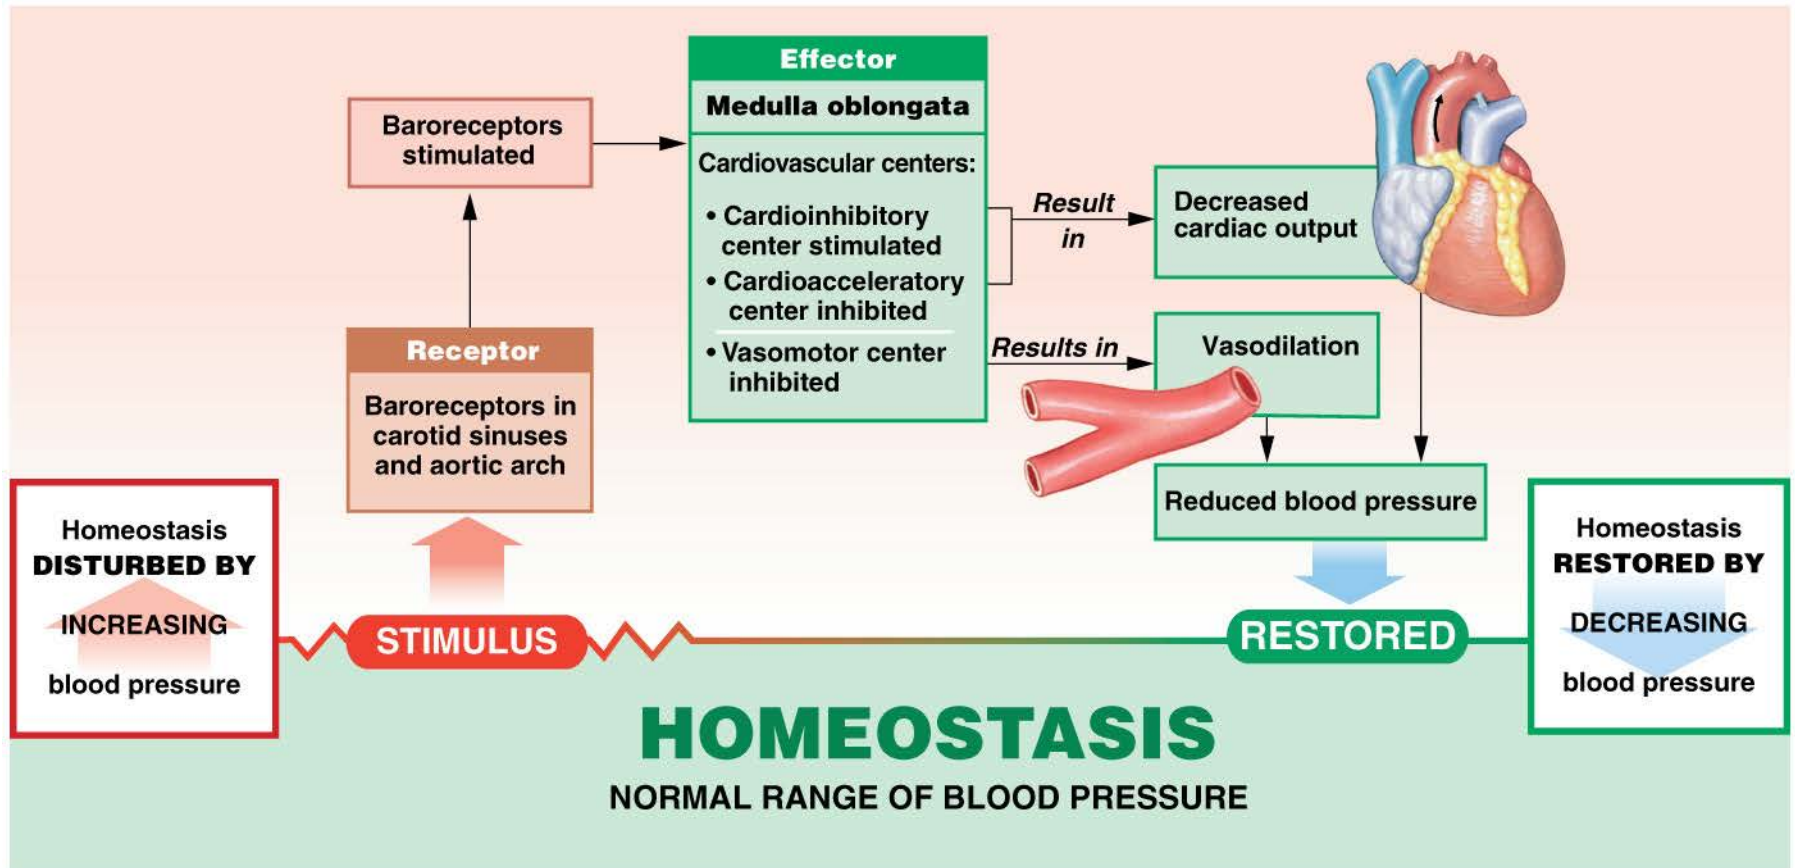 Homeostasis
DISTURBED BY
INCREASING
blood pressure
STIMULUS
Receptor
Baroreceptors in
carotid sinuses
and aortic arch
Baroreceptors
stimulated
Effector
Medulla oblongata
Cardiovascular centers:
• Cardioinhibitory
center stimulated
• Cardioacceleratory
center inhibited
• Vasomotor center
inhibited
Result
in
Decreased
cardiac output
Results in
Vasodilation
Reduced blood pressure
RESTORED
Homeostasis
RESTORED BY
DECREASING
blood pressure
HOMEOSTASIS
NORMAL RANGE OF BLOOD PRESSURE